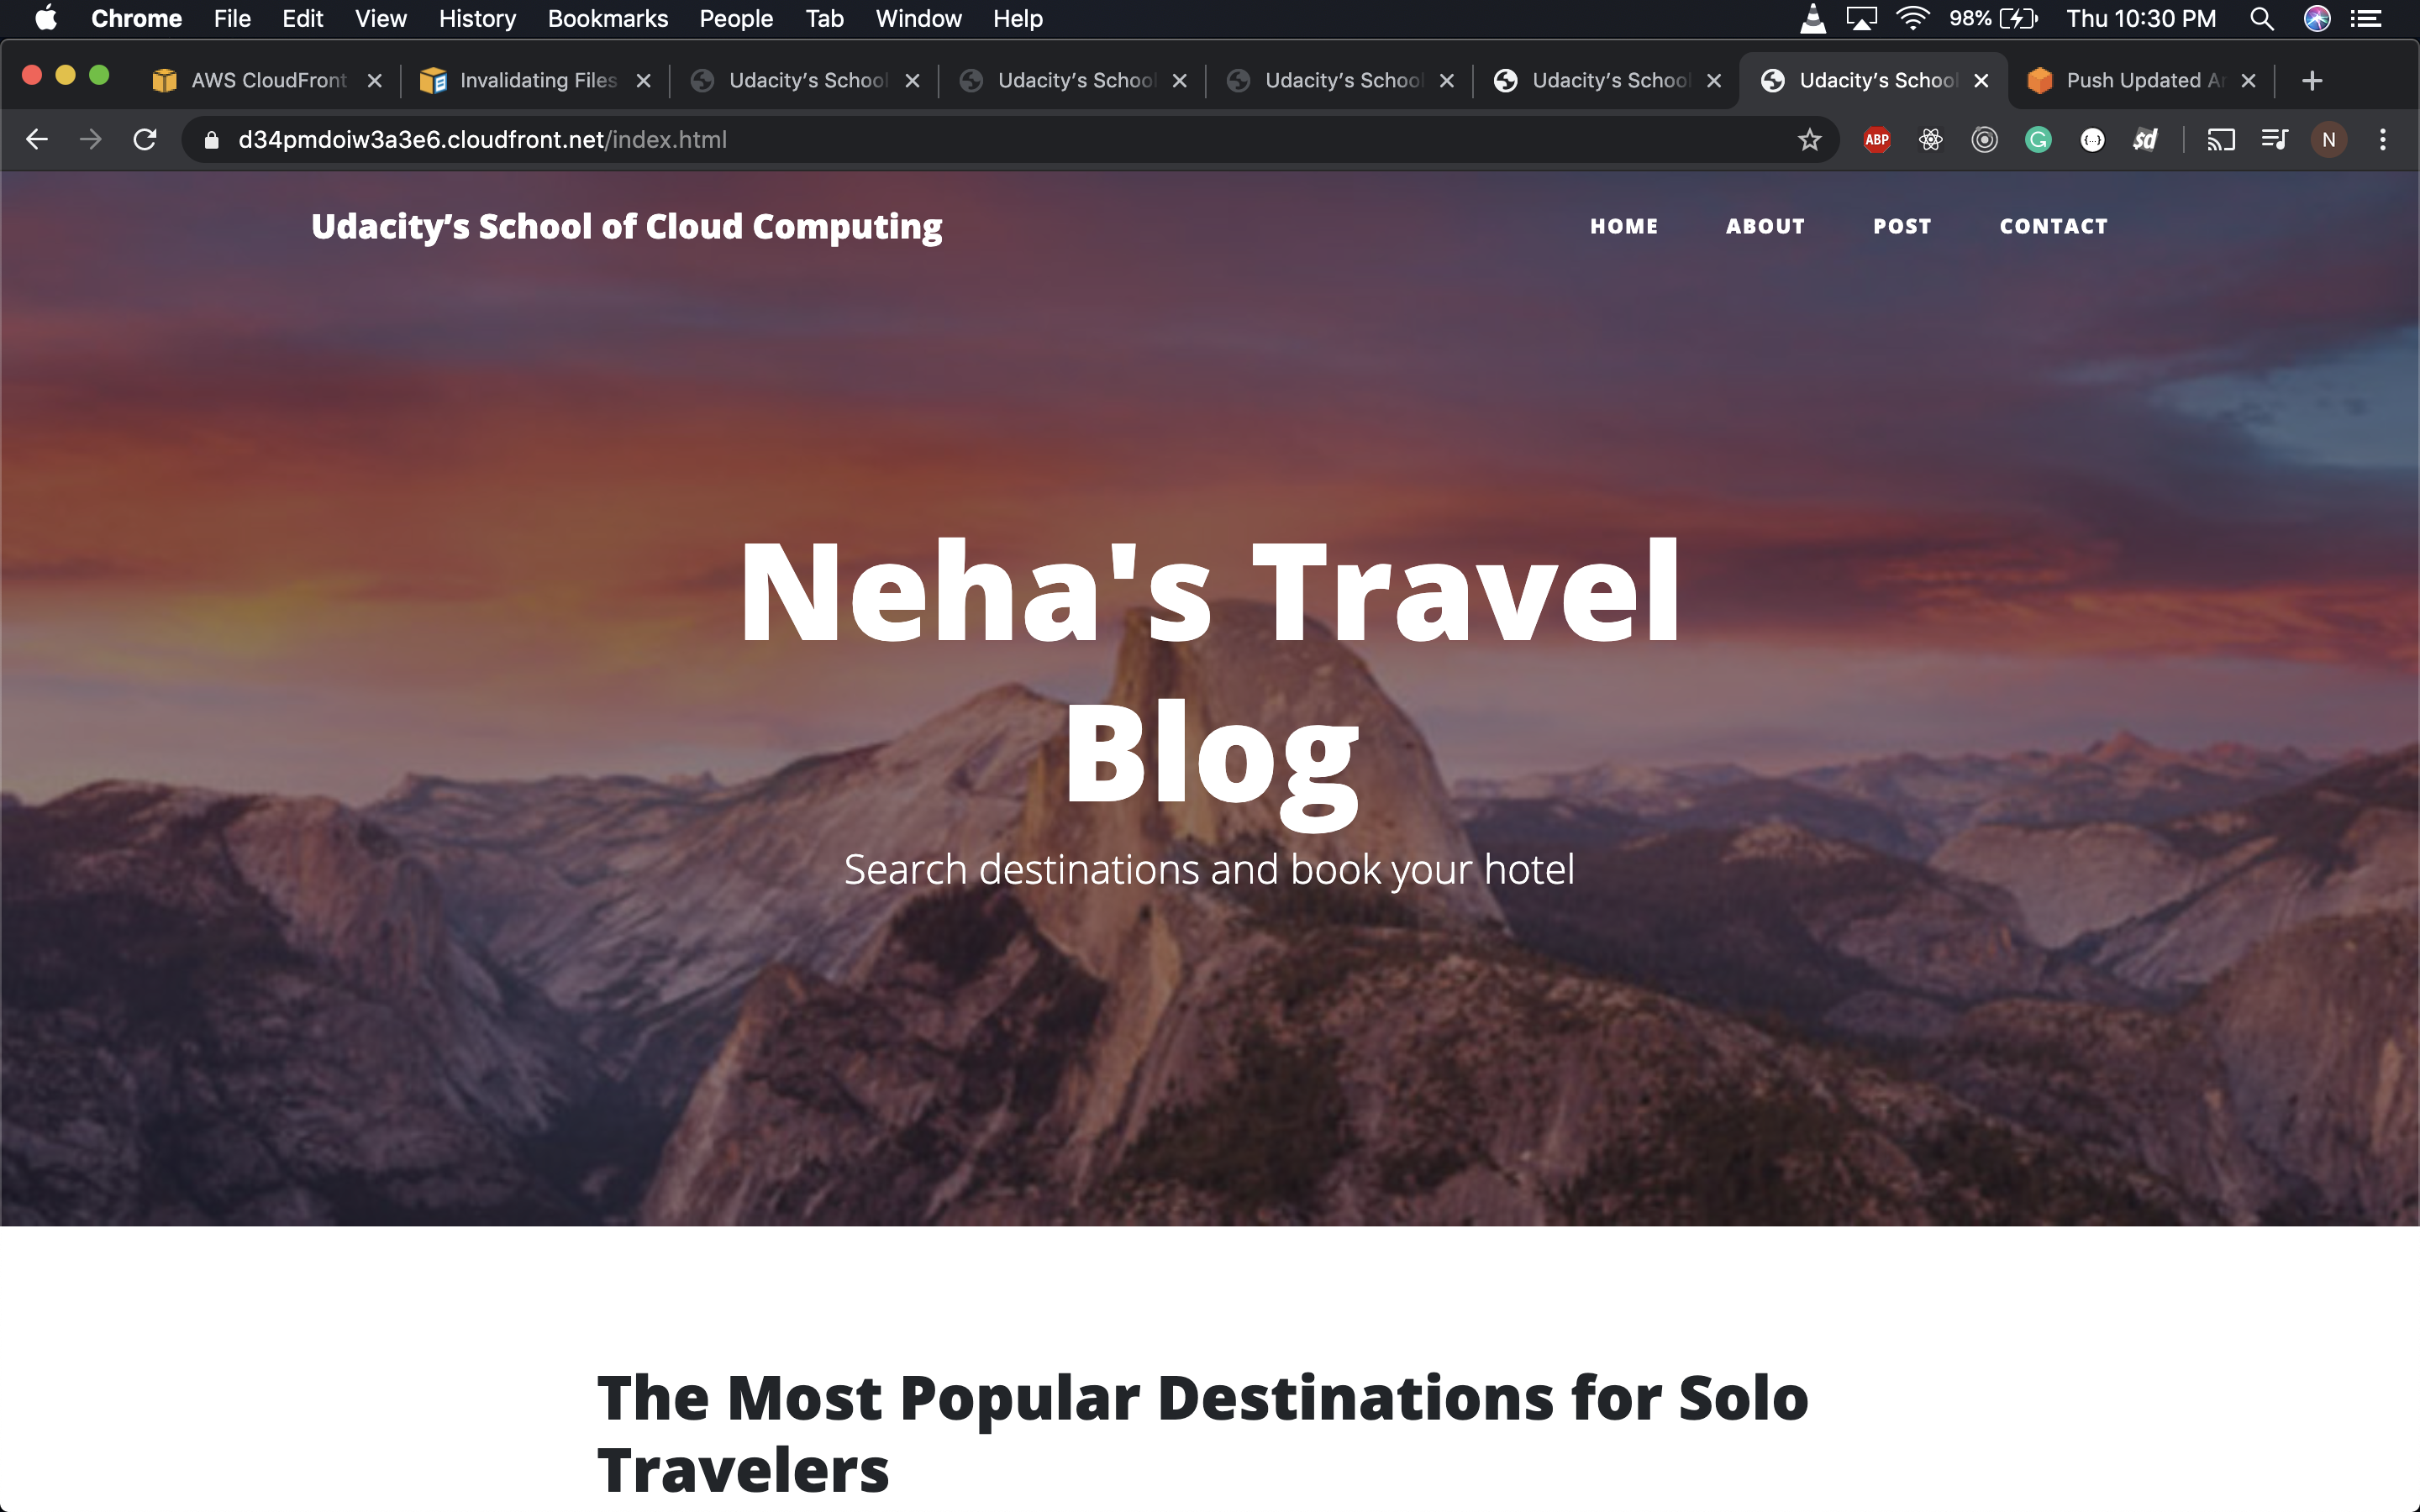 Chrome File Edit View History Bookmarks People Tab Window Help 98% Thu 10:30 PM
AWS CloudFront Invalidating Files Udacity’s School Udacity’s School Udacity’s School Udacity’s School Udacity’s School Push Updated
d34pmdoiw3a3e6.cloudfront.net/index.html ABP G {···} $d N
Udacity’s School of Cloud Computing HOME ABOUT POST CONTACT
Neha's Travel
Blog
Search destinations and book your hotel
The Most Popular Destinations for Solo
Travelers